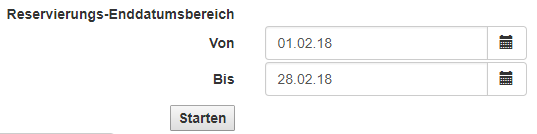 Reservierungs-Enddatumsbereich
Von 01.02.18
Bis 28.02.18
Starten